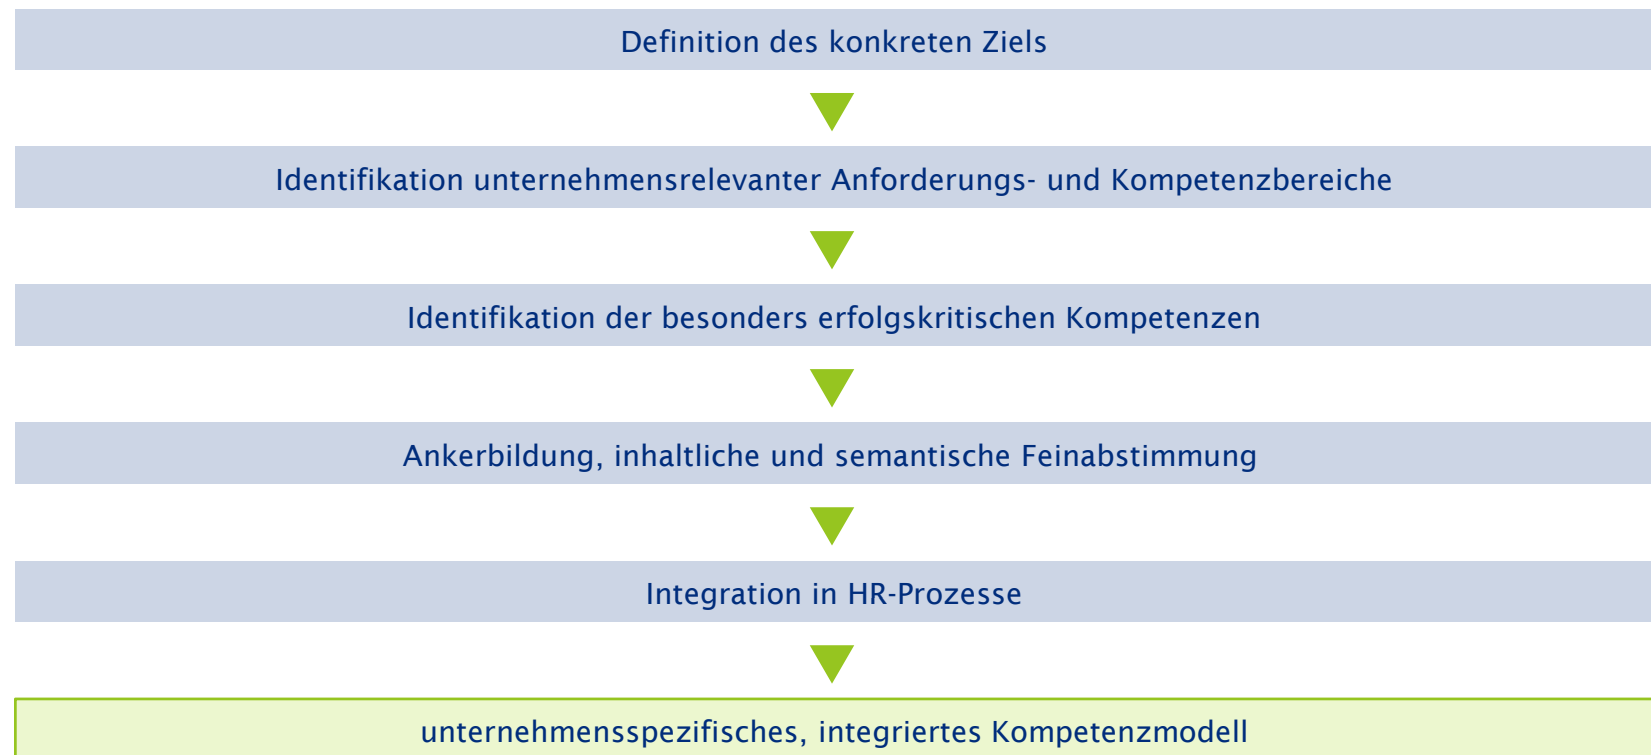 Definition des konkreten Ziels
Identifikation unternehmensrelevanter Anforderungs- und Kompetenzbereiche
Identifikation der besonders erfolgskritischen Kompetenzen
Ankerbildung, inhaltliche und semantische Feinabstimmung
Integration in HR-Prozesse
unternehmensspezifisches, integriertes Kompetenzmodell